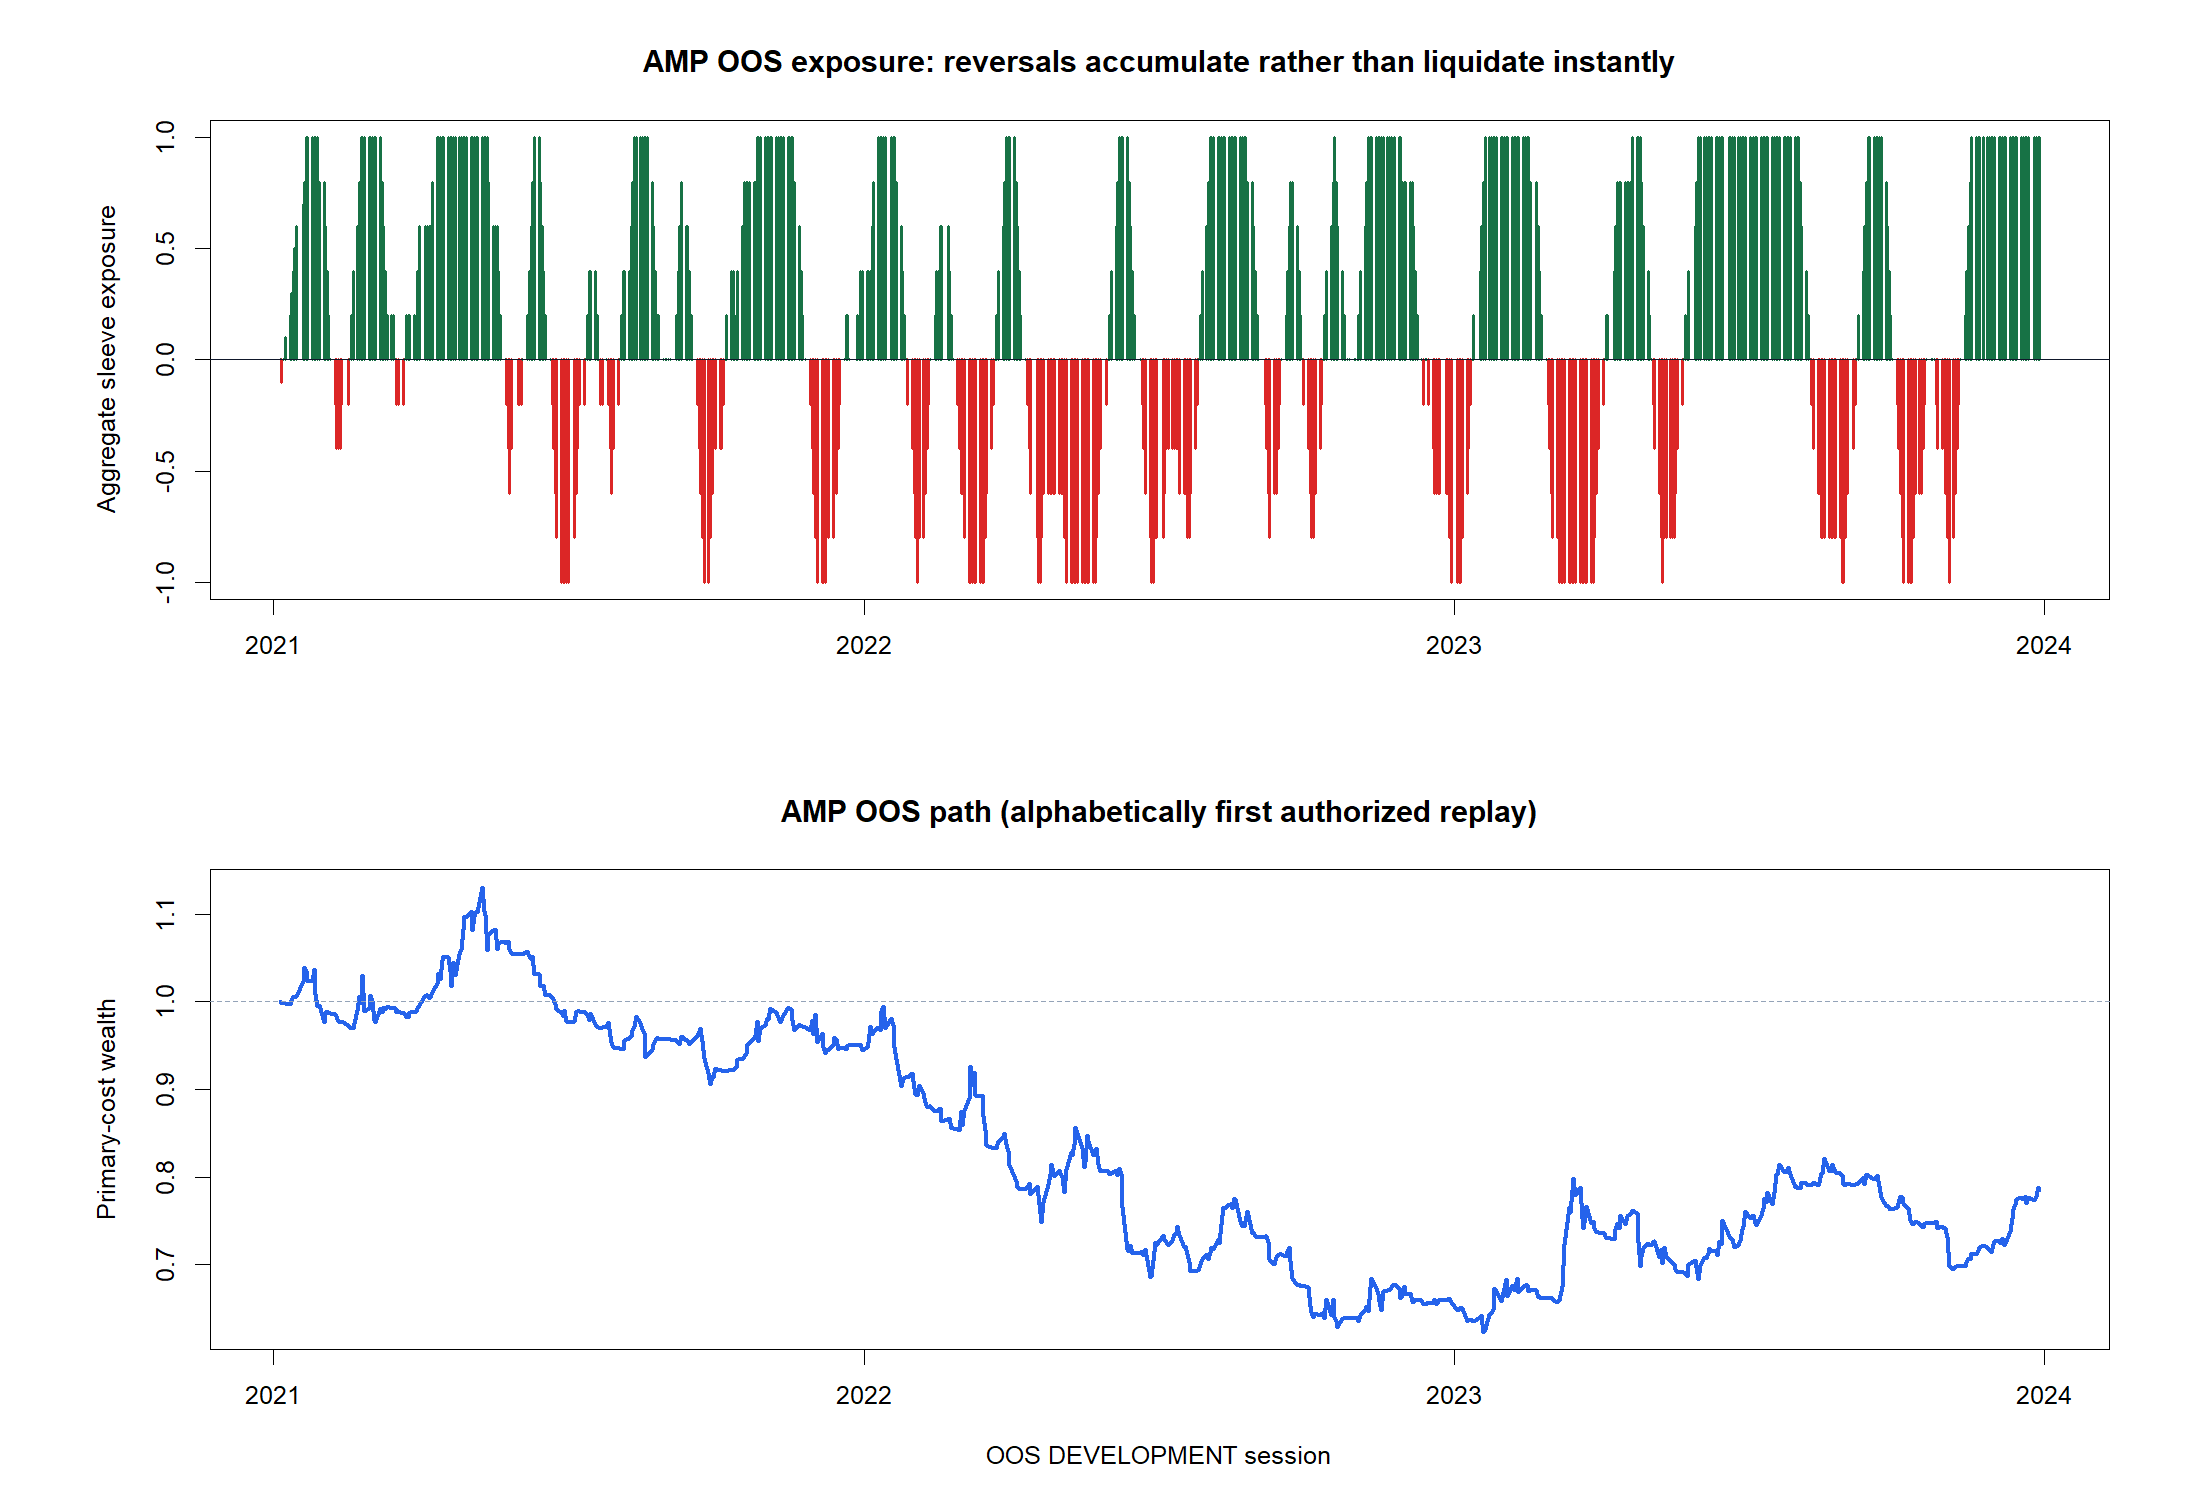 AMP OOS exposure: reversals accumulate rather than liquidate instantly
Aggregate sleeve exposure
1.0
0.5
0.0
-0.5
-1.0
2021 2022 2023 2024
AMP OOS path (alphabetically first authorized replay)
Primary-cost wealth
1.1
1.0
0.9
0.8
0.7
2021 2022 2023 2024
OOS DEVELOPMENT session